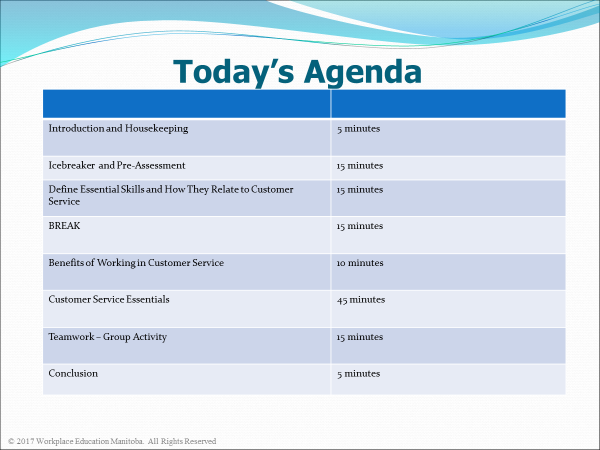 Today's Agenda
Introduction and Housekeeping 5 minutes
Icebreaker and Pre-Assessment 15 minutes
Define Essential Skills and How They Relate to Customer 15 minutes
Service
BREAK 15 minutes
Benefits of Working in Customer Service 10 minutes
Customer Service Essentials 45 minutes
Teamwork – Group Activity 15 minutes
Conclusion 5 minutes
© 2017 Workplace Education Manitoba. All Rights Reserved